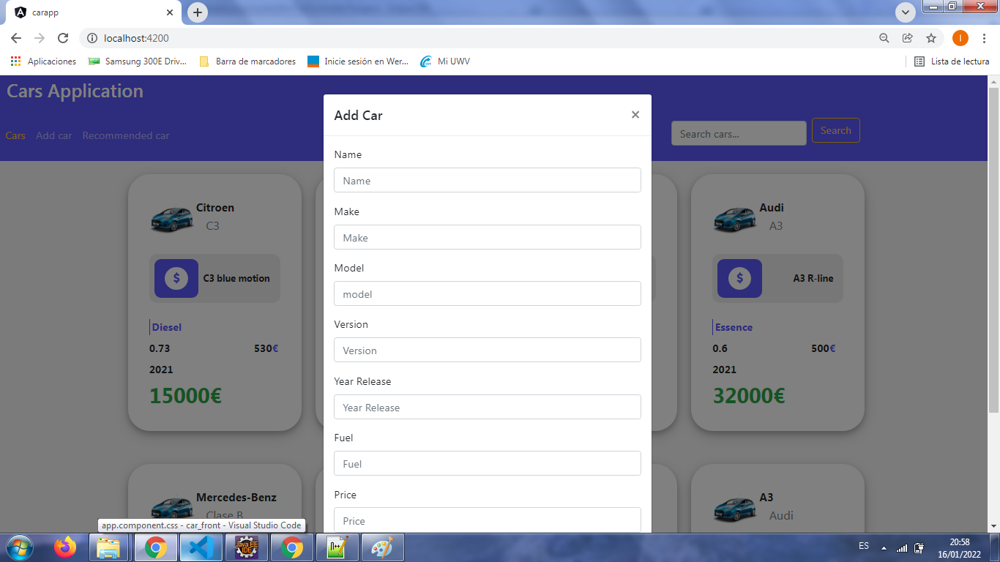 carapp
localhost:4200
Aplicaciones
Samsung 300E Driv...
Barra de marcadores
Inicie sesión en Wer...
Mi UWV
Lista de lectura
I
Cars Application
Cars
Add car
Recommended car
Search cars...
Search
Add Car
×
Name
Name
Make
Make
Model
model
Version
Version
Year Release
Year Release
Fuel
Fuel
Price
Price
Citroen
C3
$
C3 blue motion
Diesel
0.73
530€
2021
15000€
Audi
A3
$
A3 R-line
Essence
0.6
500€
2021
32000€
Mercedes-Benz
Clase B
A3
Audi
app.component.css - car_front - Visual Studio Code
Java EE
IDE
ES
20:58
16/01/2022